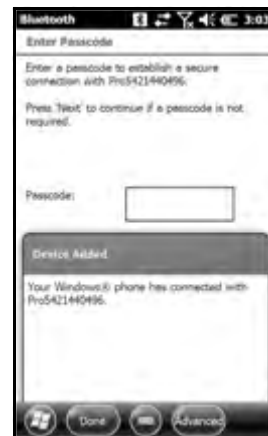 Bluetooth 3:03
Enter Passcode
Enter a passcode to establish a secure
connection with Pro5421440496.
Press 'Next' to continue if a passcode is not
required.
Passcode:
Device Added
Your Windows® phone has connected with
Pro5421440496.
Done Advanced